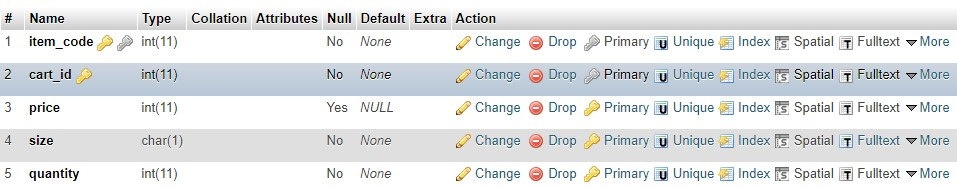 # Name Type Collation Attributes Null Default Extra Action
1 item_code int(11) No None Change Drop Primary Unique Index Spatial Fulltext More
2 cart_id int(11) No None Change Drop Primary Unique Index Spatial Fulltext More
3 price int(11) Yes NULL Change Drop Primary Unique Index Spatial Fulltext More
4 size char(1) No None Change Drop Primary Unique Index Spatial Fulltext More
5 quantity int(11) No None Change Drop Primary Unique Index Spatial Fulltext More